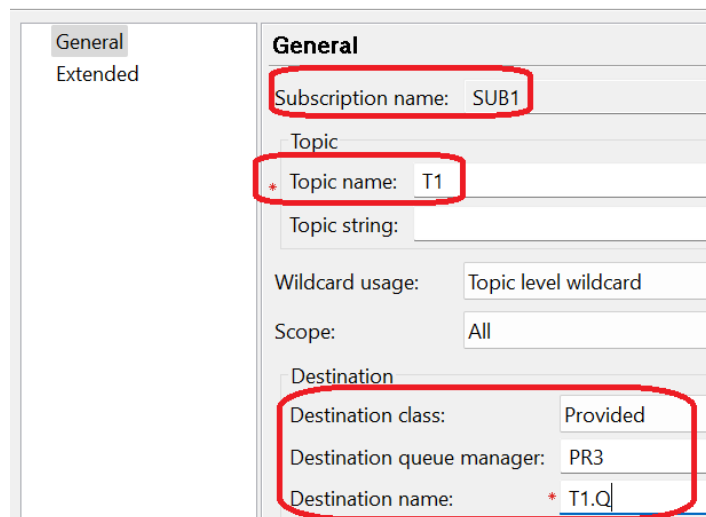 General
Extended
General
Subscription name: SUB1
Topic
* Topic name: T1
Topic string:
Wildcard usage: Topic level wildcard
Scope: All
Destination
Destination class: Provided
Destination queue manager: PR3
Destination name: * T1.Q